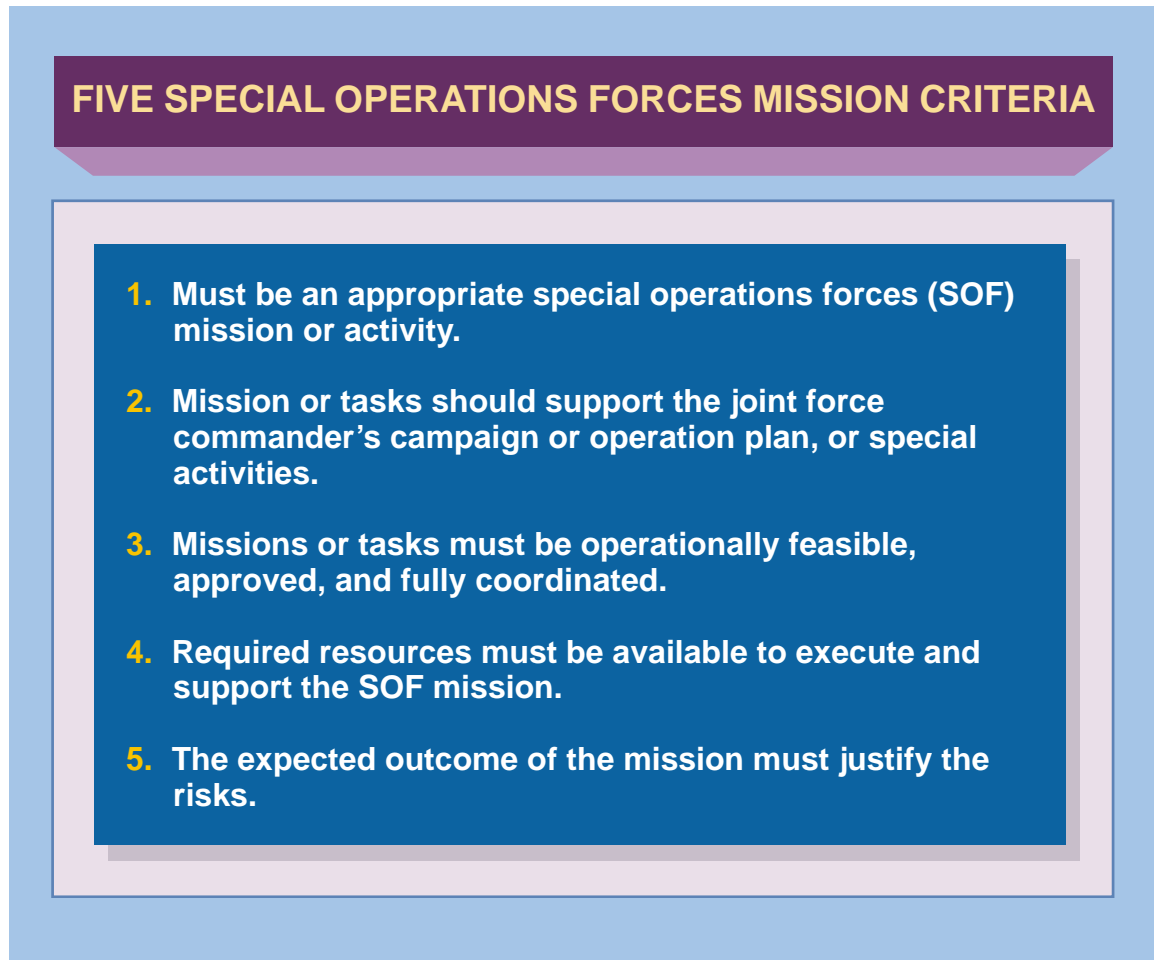 FIVE SPECIAL OPERATIONS FORCES MISSION CRITERIA
1. Must be an appropriate special operations forces (SOF)
mission or activity.
2. Mission or tasks should support the joint force
commander’s campaign or operation plan, or special
activities.
3. Missions or tasks must be operationally feasible,
approved, and fully coordinated.
4. Required resources must be available to execute and
support the SOF mission.
5. The expected outcome of the mission must justify the
risks.